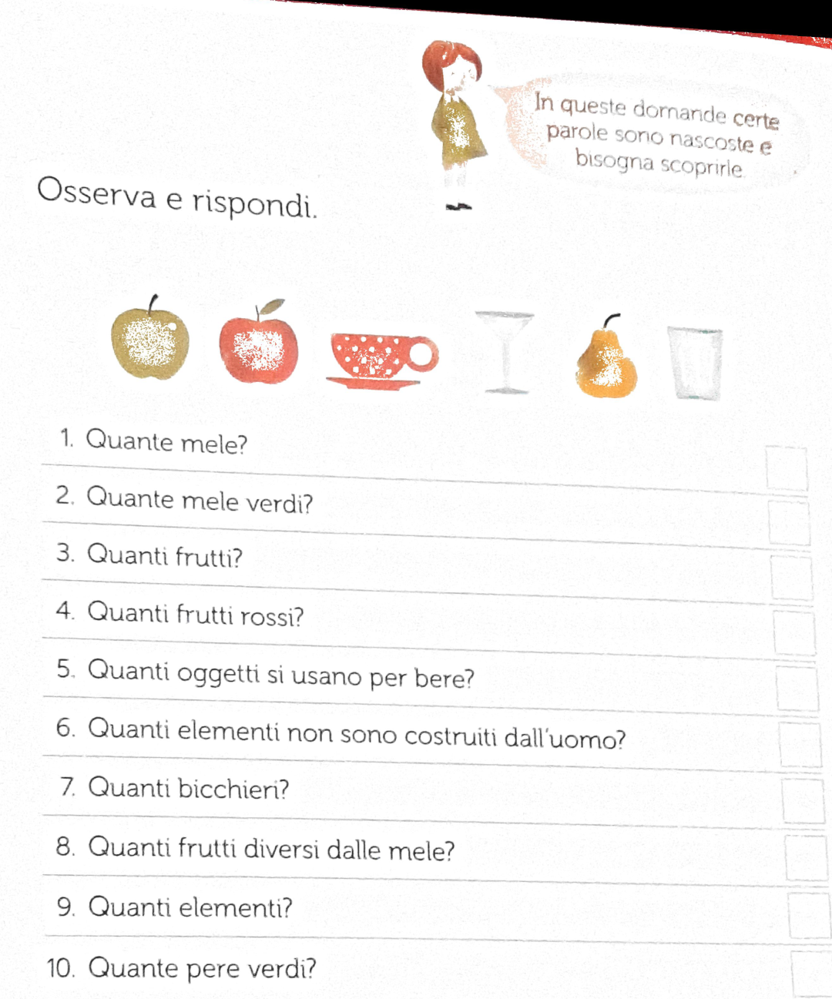 In queste domande certe
parole sono nascoste e
bisogna scoprirle.
Osserva e rispondi.
1. Quante mele?
2. Quante mele verdi?
3. Quanti frutti?
4. Quanti frutti rossi?
5. Quanti oggetti si usano per bere?
6. Quanti elementi non sono costruiti dall'uomo?
7. Quanti bicchieri?
8. Quanti frutti diversi dalle mele?
9. Quanti elementi?
10. Quante pere verdi?